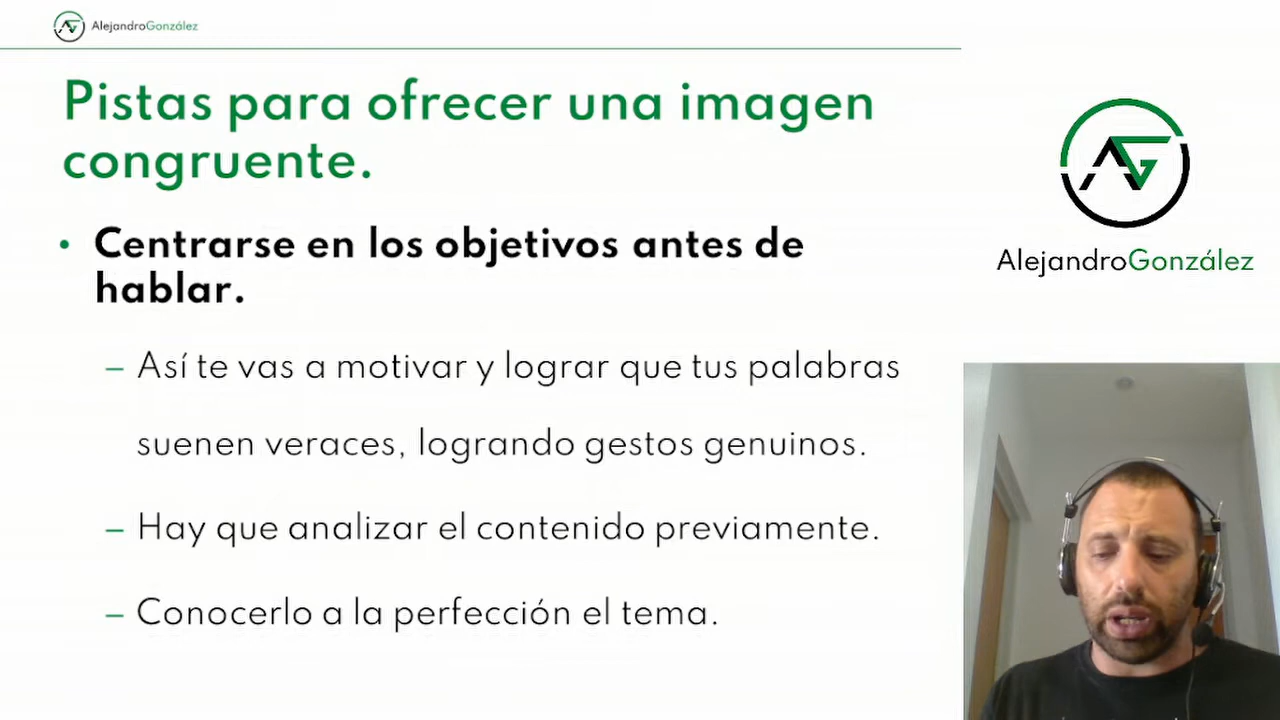 AlejandroGonzález
Pistas para ofrecer una imagen
congruente.
• Centrarse en los objetivos antes de
hablar.
– Así te vas a motivar y lograr que tus palabras
suenen veraces, logrando gestos genuinos.
– Hay que analizar el contenido previamente.
– Conocerlo a la perfección el tema.
AG
AlejandroGonzález